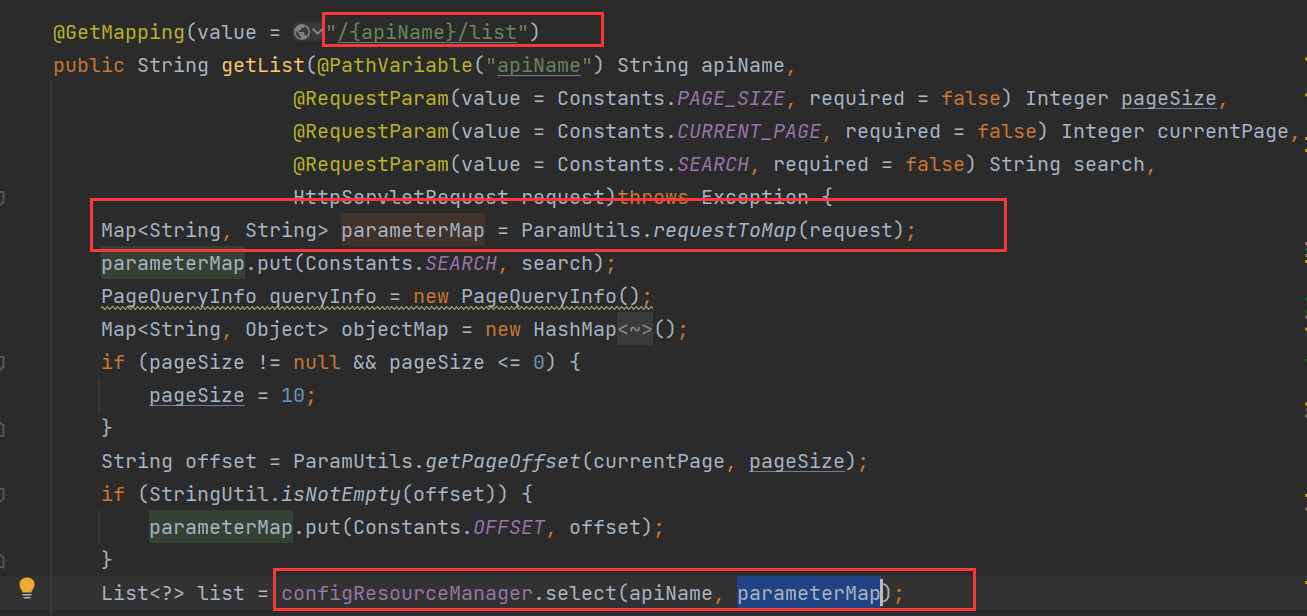 @GetMapping(value = "/{apiName}/list")
public String getList(@PathVariable("apiName") String apiName,
@RequestParam(value = Constants.PAGE_SIZE, required = false) Integer pageSize,
@RequestParam(value = Constants.CURRENT_PAGE, required = false) Integer currentPage,
@RequestParam(value = Constants.SEARCH, required = false) String search,
HttpServletRequest request)throws Exception {
Map<String, String> parameterMap = ParamUtils.requestToMap(request);
parameterMap.put(Constants.SEARCH, search);
PageQueryInfo queryInfo = new PageQueryInfo();
Map<String, Object> objectMap = new HashMap<~>();
if (pageSize != null && pageSize <= 0) {
pageSize = 10;
}
String offset = ParamUtils.getPageOffset(currentPage, pageSize);
if (StringUtil.isNotEmpty(offset)) {
parameterMap.put(Constants.OFFSET, offset);
}
List<?> list = configResourceManager.select(apiName, parameterMap);